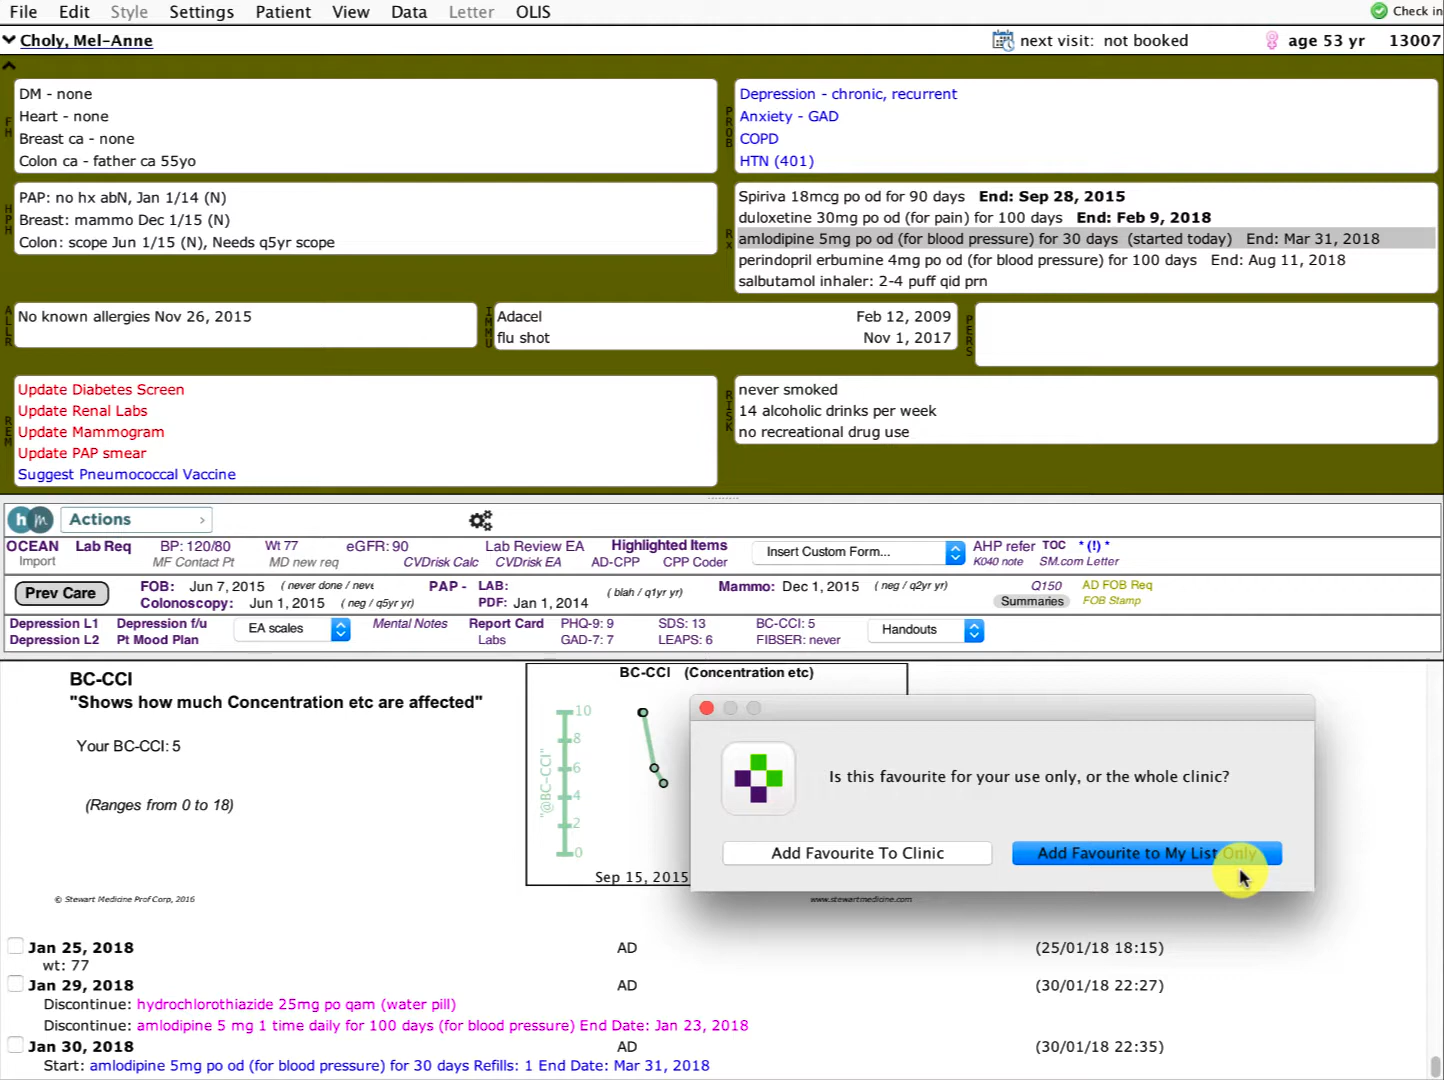 File Edit Style Settings Patient View Data Letter OLIS Check in
Choly, Mel-Anne next visit: not booked age 53 yr 13007
FH
DM - none
Heart - none
Breast ca - none
Colon ca - father ca 55yo
PROB
Depression - chronic, recurrent
Anxiety - GAD
COPD
HTN (401)
HPH
PAP: no hx abN, Jan 1/14 (N)
Breast: mammo Dec 1/15 (N)
Colon: scope Jun 1/15 (N), Needs q5yr scope
Rx
Spiriva 18mcg po od for 90 days End: Sep 28, 2015
duloxetine 30mg po od (for pain) for 100 days End: Feb 9, 2018
amlodipine 5mg po od (for blood pressure) for 30 days (started today) End: Mar 31, 2018
perindopril erbumine 4mg po od (for blood pressure) for 100 days End: Aug 11, 2018
salbutamol inhaler: 2-4 puff qid prn
ALLR
No known allergies Nov 26, 2015
IMMU
Adacel Feb 12, 2009
flu shot Nov 1, 2017
PERS
REM
Update Diabetes Screen
Update Renal Labs
Update Mammogram
Update PAP smear
Suggest Pneumococcal Vaccine
RISK
never smoked
14 alcoholic drinks per week
no recreational drug use
hm Actions
OCEAN Lab Req BP: 120/80 Wt 77 eGFR: 90 Lab Review EA Highlighted Items Insert Custom Form... AHP refer TOC * (!) *
Import MF Contact Pt MD new req CVDrisk Calc CVDrisk EA AD-CPP CPP Coder K040 note SM.com Letter
Prev Care FOB: Jun 7, 2015 ( never done / neve PAP - LAB: ( blah / q1yr yr) Mammo: Dec 1, 2015 ( neg / q2yr yr) Q150 AD FOB Req
Colonoscopy: Jun 1, 2015 ( neg / q5yr yr) PDF: Jan 1, 2014 Summaries FOB Stamp
Depression L1 Depression f/u EA scales Mental Notes Report Card PHQ-9: 9 SDS: 13 BC-CCI: 5 Handouts
Depression L2 Pt Mood Plan Labs GAD-7: 7 LEAPS: 6 FIBSER: never
BC-CCI
"Shows how much Concentration etc are affected"
Your BC-CCI: 5
(Ranges from 0 to 18)
© Stewart Medicine Prof Corp, 2016
BC-CCI (Concentration etc)
"@BC-CCI"
10
8
6
4
2
0
Sep 15, 2015
www.stewartmedicine.com
Is this favourite for your use only, or the whole clinic?
Add Favourite To Clinic Add Favourite to My List Only
Jan 25, 2018 AD (25/01/18 18:15)
wt: 77
Jan 29, 2018 AD (30/01/18 22:27)
Discontinue: hydrochlorothiazide 25mg po qam (water pill)
Discontinue: amlodipine 5 mg 1 time daily for 100 days (for blood pressure) End Date: Jan 23, 2018
Jan 30, 2018 AD (30/01/18 22:35)
Start: amlodipine 5mg po od (for blood pressure) for 30 days Refills: 1 End Date: Mar 31, 2018